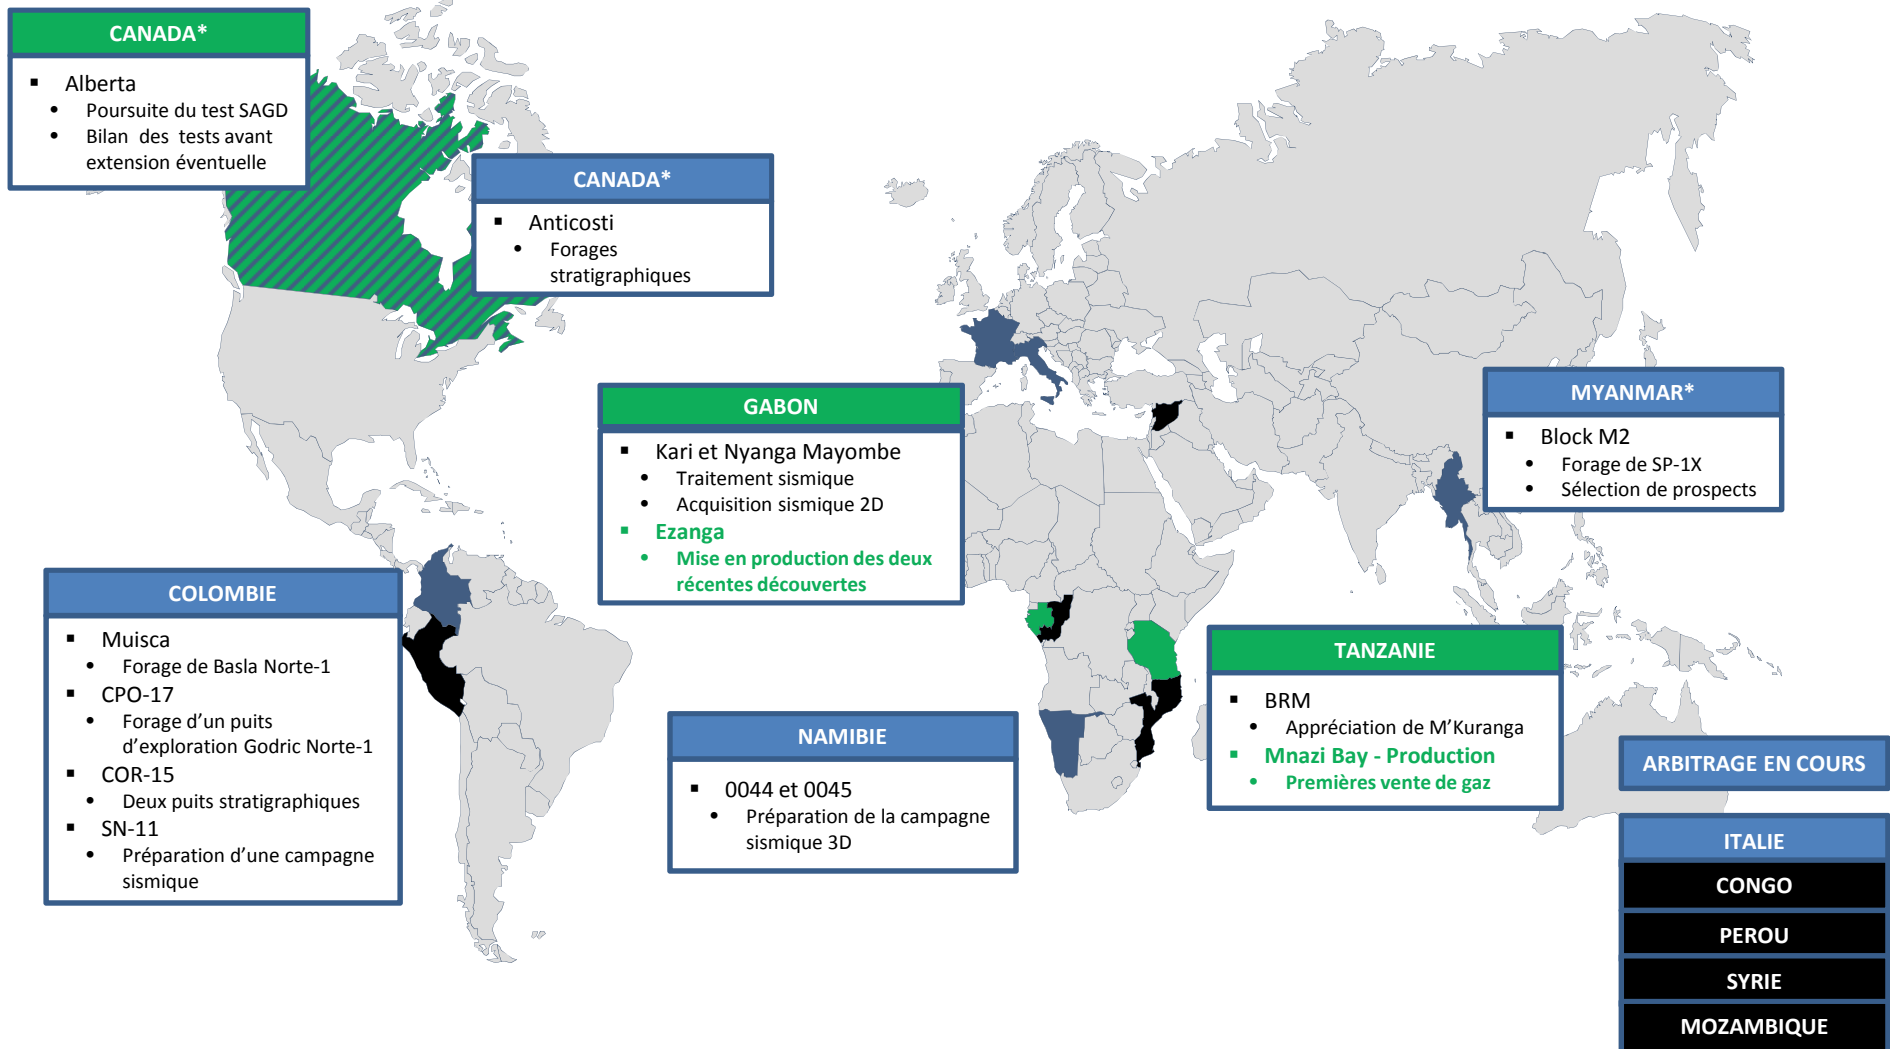 CANADA*
▪ Alberta
• Poursuite du test SAGD
• Bilan des tests avant
extension éventuelle
CANADA*
▪ Anticosti
• Forages
stratigraphiques
GABON
▪ Kari et Nyanga Mayombe
• Traitement sismique
• Acquisition sismique 2D
▪ Ezanga
• Mise en production des deux
récentes découvertes
MYANMAR*
▪ Block M2
• Forage de SP-1X
• Sélection de prospects
COLOMBIE
▪ Muisca
• Forage de Basla Norte-1
▪ CPO-17
• Forage d’un puits
d’exploration Godric Norte-1
▪ COR-15
• Deux puits stratigraphiques
▪ SN-11
• Préparation d’une campagne
sismique
NAMIBIE
▪ 0044 et 0045
• Préparation de la campagne
sismique 3D
TANZANIE
▪ BRM
• Appréciation de M’Kuranga
▪ Mnazi Bay - Production
• Premières vente de gaz
ARBITRAGE EN COURS
ITALIE
CONGO
PEROU
SYRIE
MOZAMBIQUE